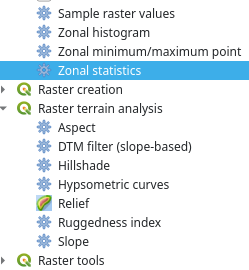 Sample raster values
Zonal histogram
Zonal minimum/maximum point
Zonal statistics
Raster creation
Raster terrain analysis
Aspect
DTM filter (slope-based)
Hillshade
Hypsometric curves
Relief
Ruggedness index
Slope
Raster tools